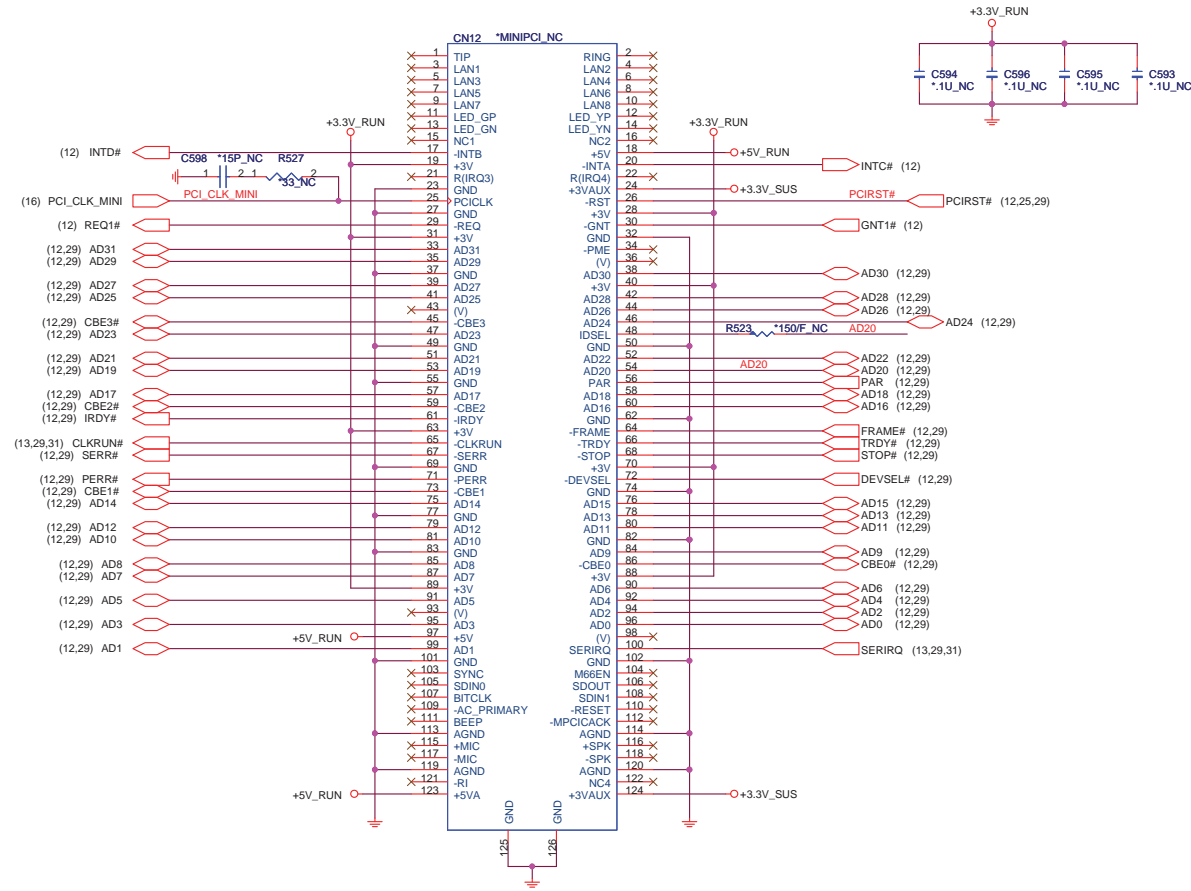 +3.3V_RUN
C594 *.1U_NC
C596 *.1U_NC
C595 *.1U_NC
C593 *.1U_NC
CN12 *MINIPCI_NC
+3.3V_RUN
+3.3V_RUN
1 TIP RING 2
3 LAN1 LAN2 4
5 LAN3 LAN4 6
7 LAN5 LAN6 8
9 LAN7 LAN8 10
11 LED_GP LED_YP 12
13 LED_GN LED_YN 14
15 NC1 NC2 16
(12) INTD# 17 -INTB +5V 18 +5V_RUN
19 +3V -INTA 20 INTC# (12)
C598 *15P_NC R527 *33_NC
1 2 1 2
21 R(IRQ3) R(IRQ4) 22
23 GND +3VAUX 24 +3.3V_SUS
(16) PCI_CLK_MINI PCI_CLK_MINI 25 PCICLK -RST 26 PCIRST# PCIRST# (12,25,29)
27 GND +3V 28
(12) REQ1# 29 -REQ -GNT 30 GNT1# (12)
31 +3V GND 32
(12,29) AD31 33 AD31 -PME 34
(12,29) AD29 35 AD29 (V) 36
37 GND AD30 38 AD30 (12,29)
(12,29) AD27 39 AD27 +3V 40
(12,29) AD25 41 AD25 AD28 42 AD28 (12,29)
43 (V) AD26 44 AD26 (12,29)
(12,29) CBE3# 45 -CBE3 AD24 46 AD24 (12,29)
(12,29) AD23 47 AD23 IDSEL 48 R523 *150/F_NC AD20
49 GND GND 50
(12,29) AD21 51 AD21 AD22 52 AD22 (12,29)
(12,29) AD19 53 AD19 AD20 54 AD20 AD20 (12,29)
55 GND PAR 56 PAR (12,29)
(12,29) AD17 57 AD17 AD18 58 AD18 (12,29)
(12,29) CBE2# 59 -CBE2 AD16 60 AD16 (12,29)
(12,29) IRDY# 61 -IRDY GND 62
63 +3V -FRAME 64 FRAME# (12,29)
(13,29,31) CLKRUN# 65 -CLKRUN -TRDY 66 TRDY# (12,29)
(12,29) SERR# 67 -SERR -STOP 68 STOP# (12,29)
69 GND +3V 70
(12,29) PERR# 71 -PERR -DEVSEL 72 DEVSEL# (12,29)
(12,29) CBE1# 73 -CBE1 GND 74
(12,29) AD14 75 AD14 AD15 76 AD15 (12,29)
77 GND AD13 78 AD13 (12,29)
(12,29) AD12 79 AD12 AD11 80 AD11 (12,29)
(12,29) AD10 81 AD10 GND 82
83 GND AD9 84 AD9 (12,29)
(12,29) AD8 85 AD8 -CBE0 86 CBE0# (12,29)
(12,29) AD7 87 AD7 +3V 88
89 +3V AD6 90 AD6 (12,29)
(12,29) AD5 91 AD5 AD4 92 AD4 (12,29)
93 (V) AD2 94 AD2 (12,29)
(12,29) AD3 95 AD3 AD0 96 AD0 (12,29)
+5V_RUN 97 +5V (V) 98
(12,29) AD1 99 AD1 SERIRQ 100 SERIRQ (13,29,31)
101 GND GND 102
103 SYNC M66EN 104
105 SDIN0 SDOUT 106
107 BITCLK SDIN1 108
109 -AC_PRIMARY -RESET 110
111 BEEP -MPCICACK 112
113 AGND AGND 114
115 +MIC +SPK 116
117 -MIC -SPK 118
119 AGND AGND 120
121 -RI NC4 122
+5V_RUN 123 +5VA +3VAUX 124 +3.3V_SUS
GND GND
125 126